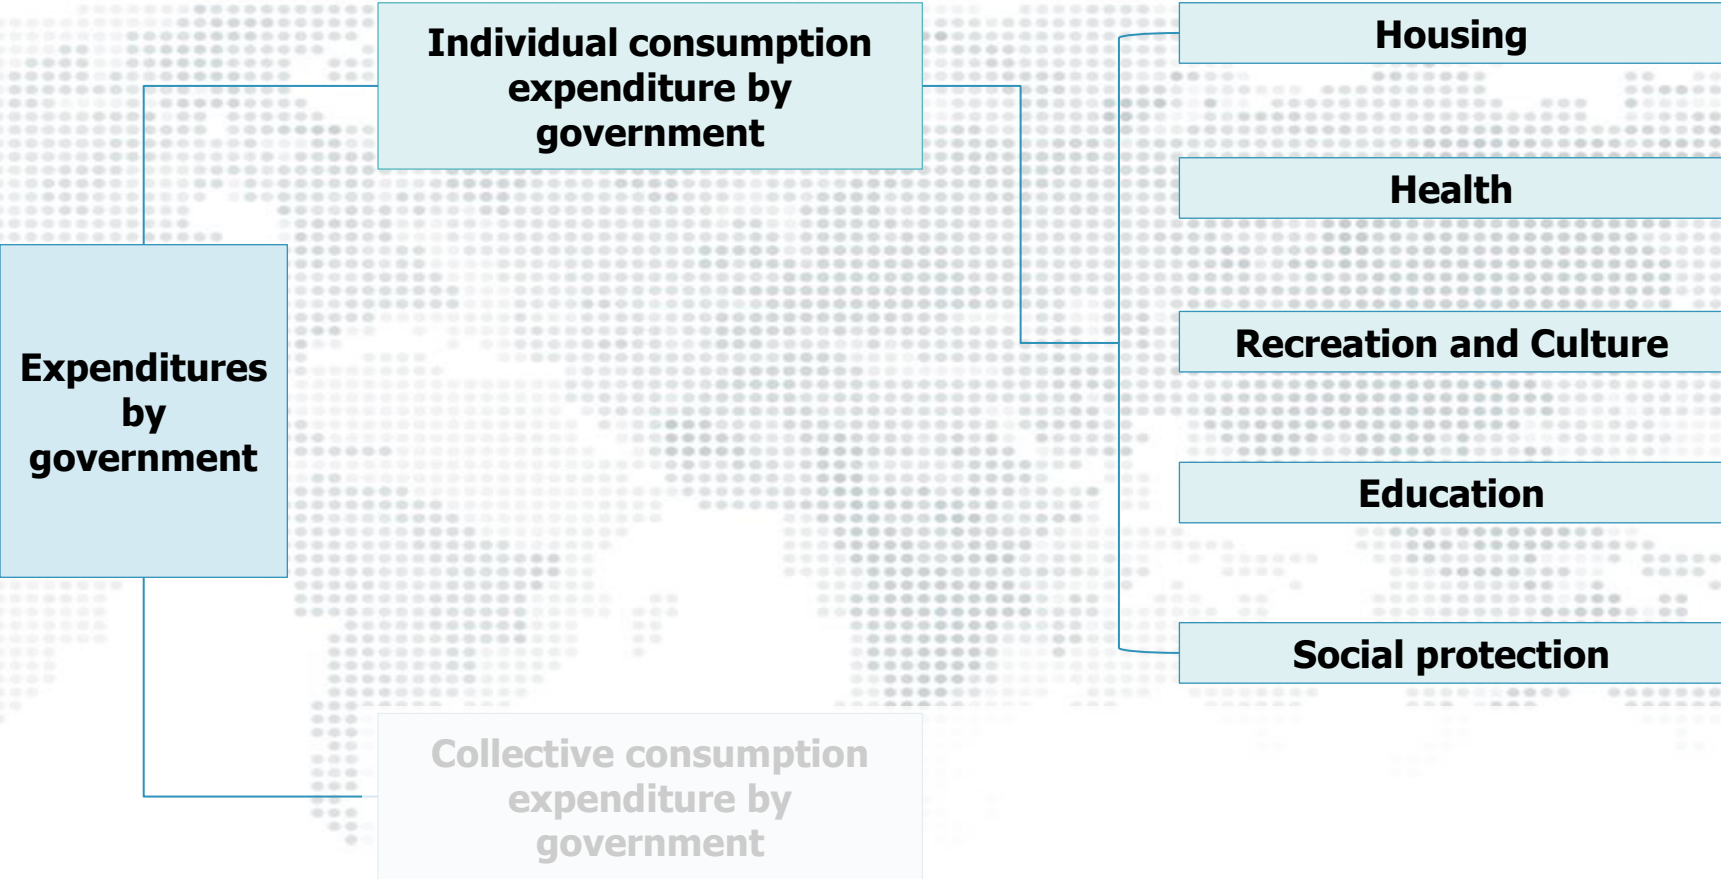 Individual consumption
expenditure by
government
Housing
Health
Recreation and Culture
Education
Social protection
Expenditures
by
government
Collective consumption
expenditure by
government